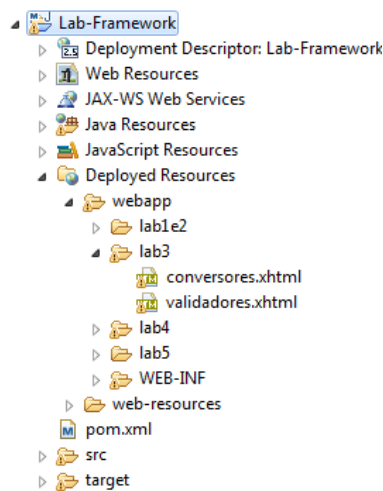 Lab-Framework
Deployment Descriptor: Lab-Framework
Web Resources
JAX-WS Web Services
Java Resources
JavaScript Resources
Deployed Resources
webapp
lab1e2
lab3
conversores.xhtml
validadores.xhtml
lab4
lab5
WEB-INF
web-resources
pom.xml
src
target